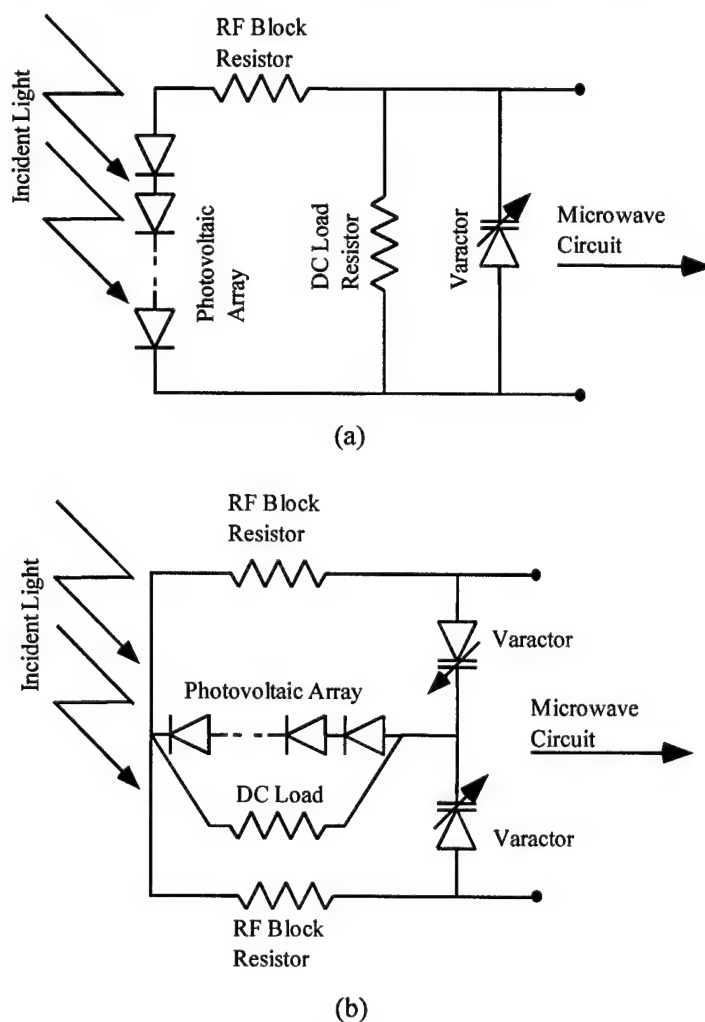 RF Block
Resistor
Incident Light
Photovoltaic
Array
DC Load
Resistor
Varactor
Microwave
Circuit
(a)
RF Block
Resistor
Incident Light
Varactor
Photovoltaic Array
Microwave
Circuit
DC Load
Varactor
RF Block
Resistor
(b)